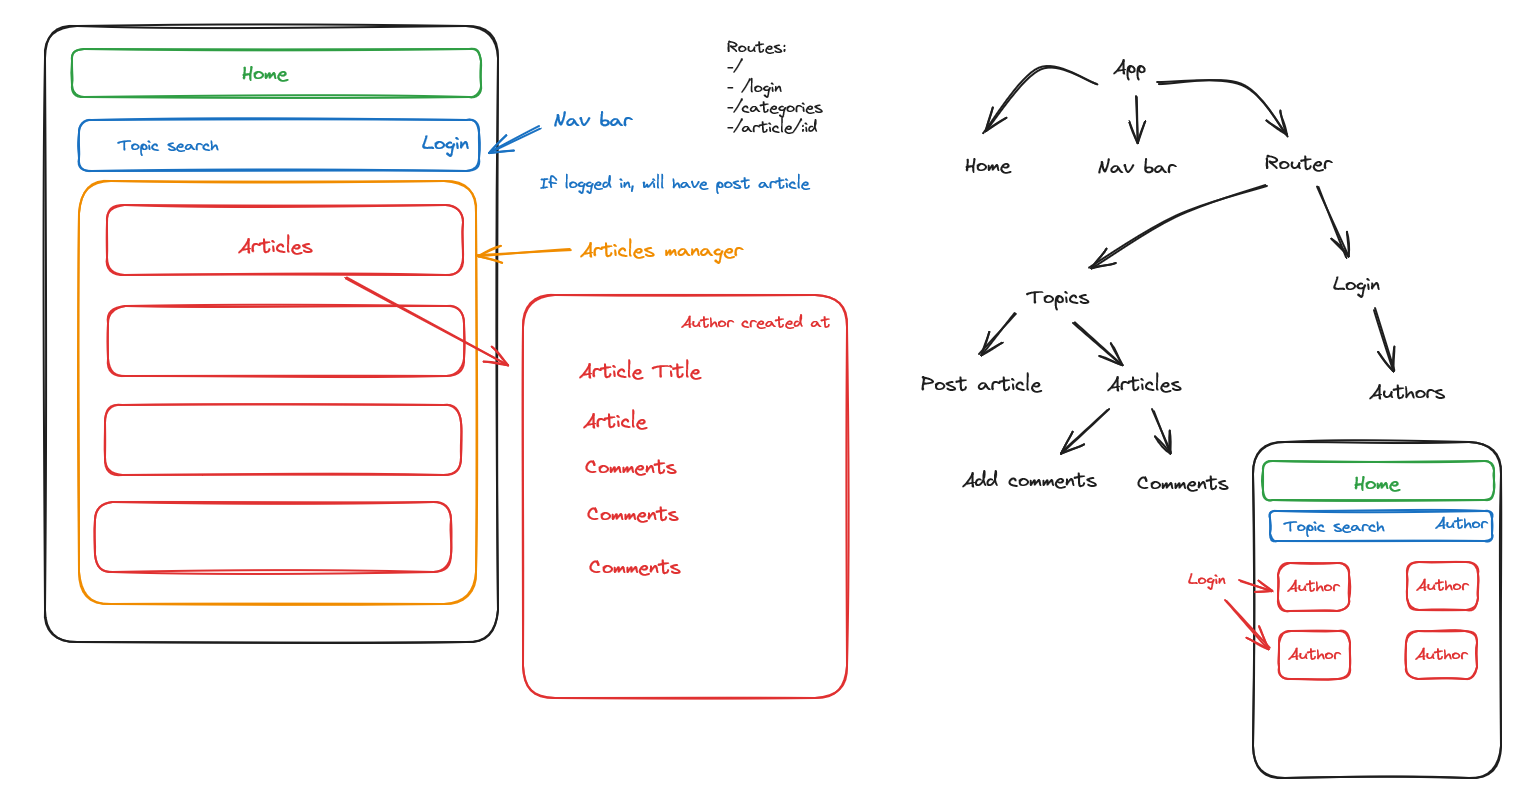 Home
Topic search
Login
Articles
Nav bar
If logged in, will have post article
Articles manager
Author created at
Article Title
Article
Comments
Comments
Comments
Routes:
-/
- /login
-/categories
-/article/:id
App
Home
Nav bar
Router
Topics
Login
Post article
Articles
Authors
Add comments
Comments
Home
Topic search
Author
Login
Author
Author
Author
Author